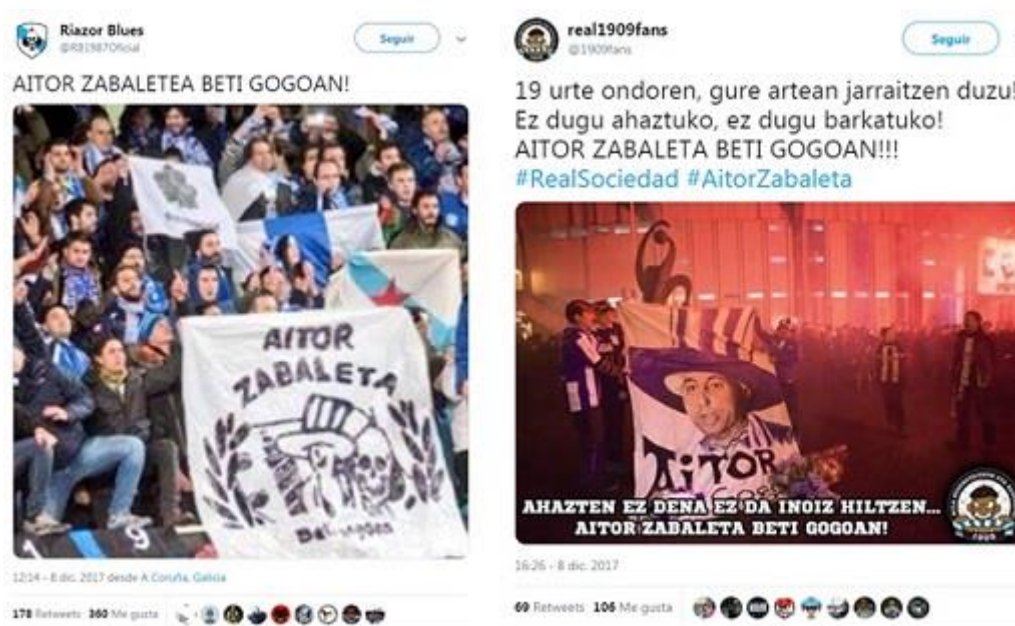 Riazor Blues
@RB1987Oficial
Seguir
AITOR ZABALETEA BETI GOGOAN!
AITOR
ZABALETA
Beti gogoan
12:14 - 8 dic. 2017 desde A Coruña, Galicia
178 Retweets 360 Me gusta
real1909fans
@1909fans
Seguir
19 urte ondoren, gure artean jarraitzen duzu!
Ez dugu ahaztuko, ez dugu barkatuko!
AITOR ZABALETA BETI GOGOAN!!!
#RealSociedad #AitorZabaleta
AiTOR
AHAZTEN EZ DENA EZ DA INOIZ HILTZEN...
AITOR ZABALETA BETI GOGOAN!
1909
16:26 - 8 dic. 2017
69 Retweets 106 Me gusta